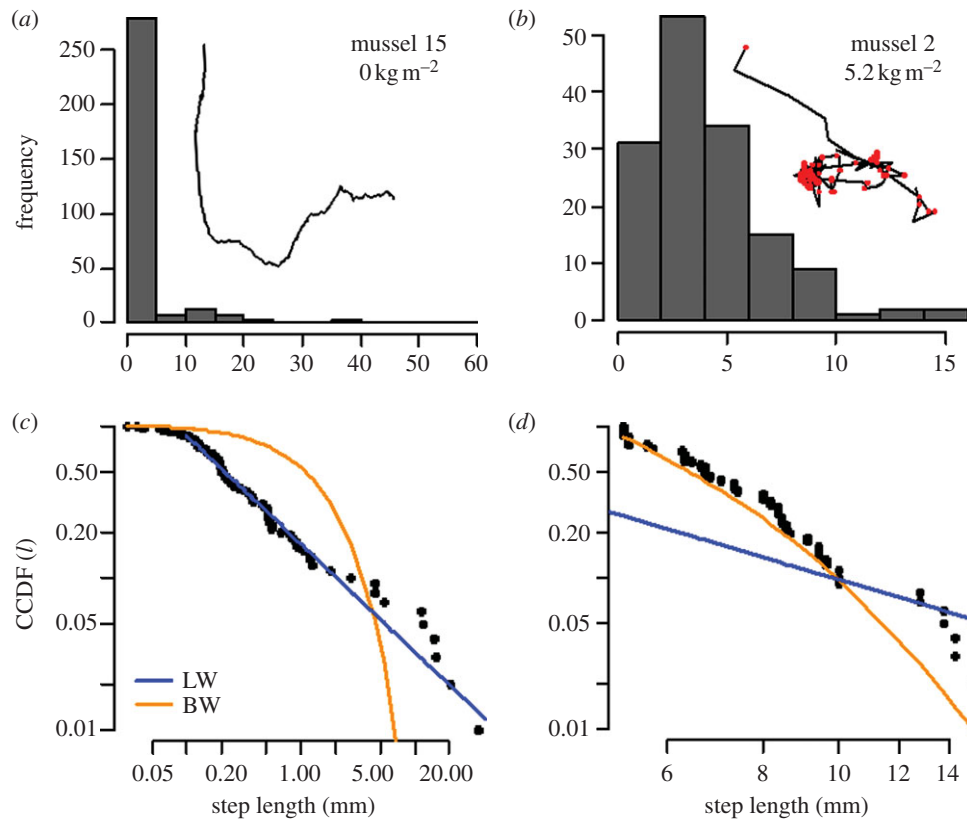 (a)
mussel 15
0 kg m⁻²
frequency
250
200
150
100
50
0
0 10 20 30 40 50 60
(b)
mussel 2
5.2 kg m⁻²
50
40
30
20
10
0
0 5 10 15
(c)
CCDF (l)
0.50
0.20
0.05
0.01
LW
BW
0.05 0.20 1.00 5.00 20.00
step length (mm)
(d)
0.50
0.20
0.05
0.01
6 8 10 12 14
step length (mm)